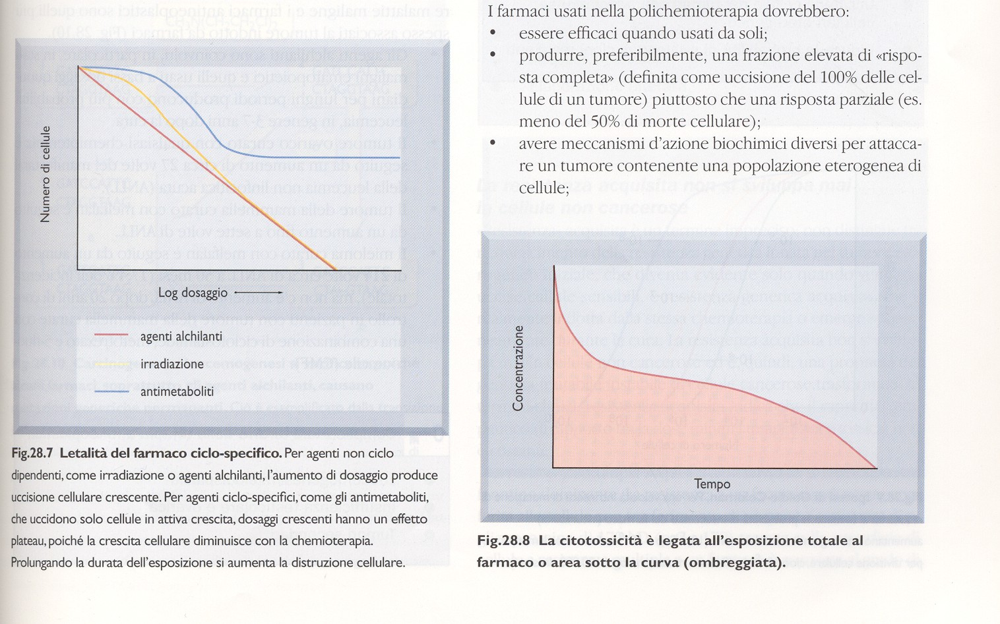 Numero di cellule
Log dosaggio
agenti alchilanti
irradiazione
antimetaboliti
Fig.28.7 Letalità del farmaco ciclo-specifico. Per agenti non ciclo
dipendenti, come irradiazione o agenti alchilanti, l'aumento di dosaggio produce
uccisione cellulare crescente. Per agenti ciclo-specifici, come gli antimetaboliti,
che uccidono solo cellule in attiva crescita, dosaggi crescenti hanno un effetto
plateau, poiché la crescita cellulare diminuisce con la chemioterapia.
Prolungando la durata dell'esposizione si aumenta la distruzione cellulare.
I farmaci usati nella polichemioterapia dovrebbero:
• essere efficaci quando usati da soli;
• produrre, preferibilmente, una frazione elevata di «rispo-
sta completa» (definita come uccisione del 100% delle cel-
lule di un tumore) piuttosto che una risposta parziale (es.
meno del 50% di morte cellulare);
• avere meccanismi d'azione biochimici diversi per attacca-
re un tumore contenente una popolazione eterogenea di
cellule;
Concentrazione
Tempo
Fig.28.8 La citotossicità è legata all'esposizione totale al
farmaco o area sotto la curva (ombreggiata).